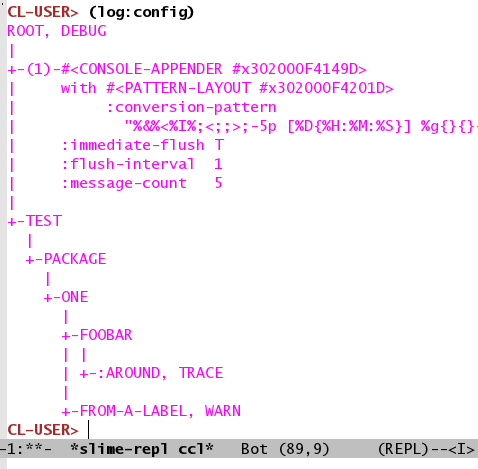 CL-USER> (log:config)
ROOT, DEBUG
|
+-(1)-#<CONSOLE-APPENDER #x302000F4149D>
|     with #<PATTERN-LAYOUT #x302000F4201D>
|          :conversion-pattern
|            "%&%<%I%;<;;>;-5p [%D{%H:%M:%S}] %g{}{}-
|     :immediate-flush T
|     :flush-interval  1
|     :message-count   5
|
+-TEST
  |
  +-PACKAGE
    |
    +-ONE
      |
      +-FOOBAR
      | |
      | +-:AROUND, TRACE
      |
      +-FROM-A-LABEL, WARN
CL-USER>
-1:**-  *slime-repl ccl*   Bot (89,9)     (REPL)--<I>